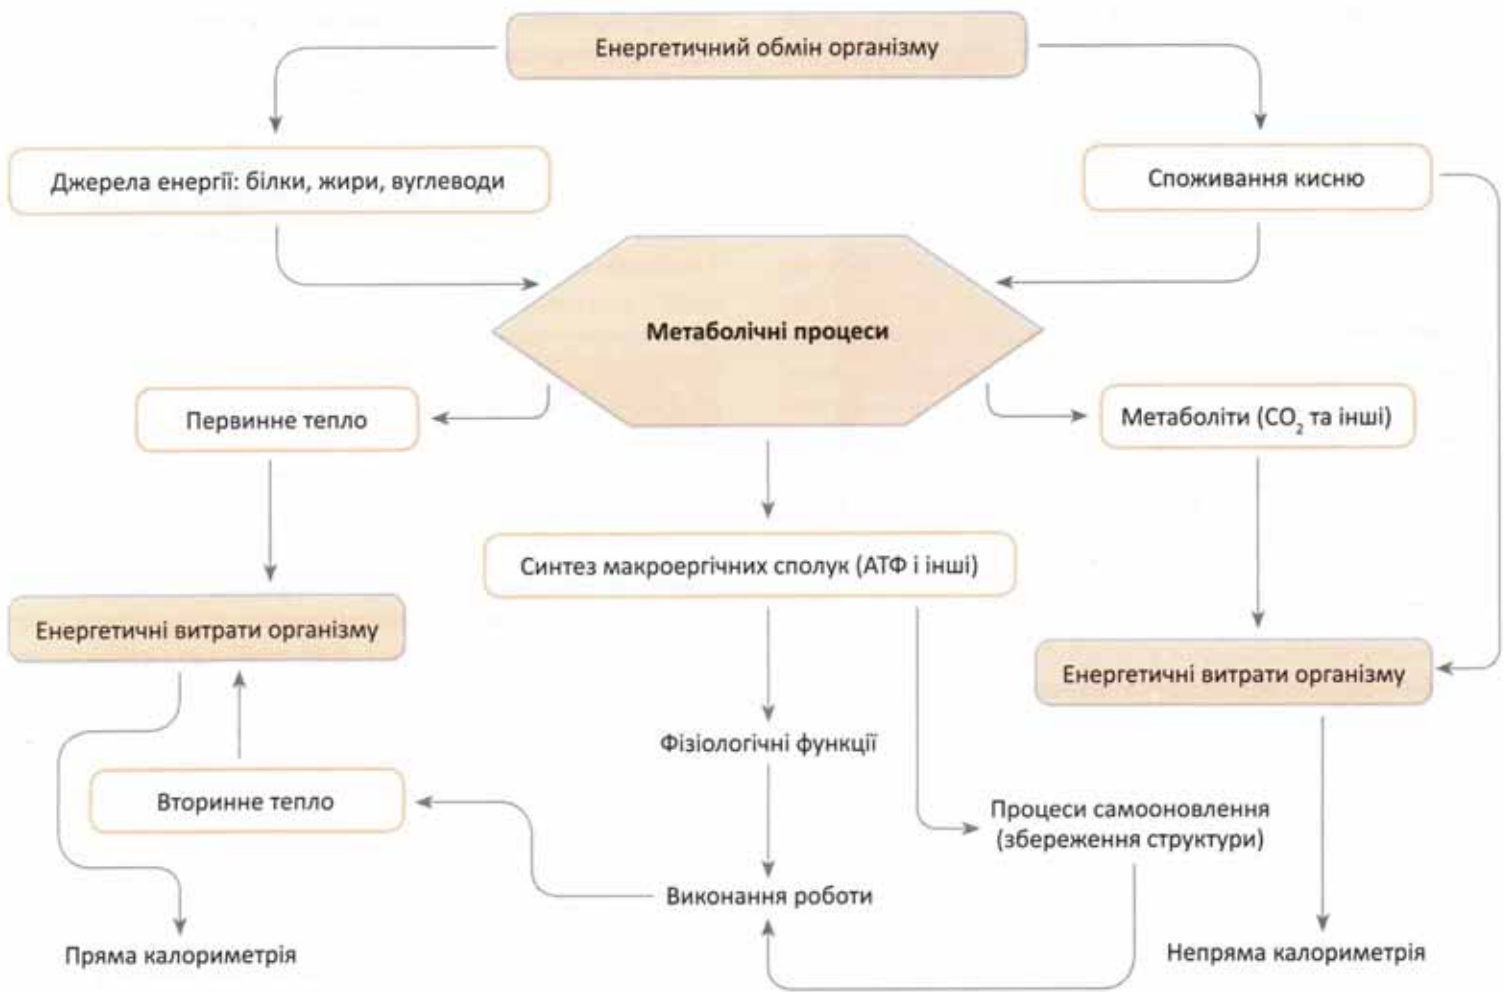 Енергетичний обмін організму
Джерела енергії: білки, жири, вуглеводи
Споживання кисню
Метаболічні процеси
Первинне тепло
Метаболіти (CO₂ та інші)
Синтез макроергічних сполук (АТФ і інші)
Енергетичні витрати організму
Енергетичні витрати організму
Фізіологічні функції
Вторинне тепло
Процеси самооновлення
(збереження структури)
Виконання роботи
Пряма калориметрія
Непряма калориметрія